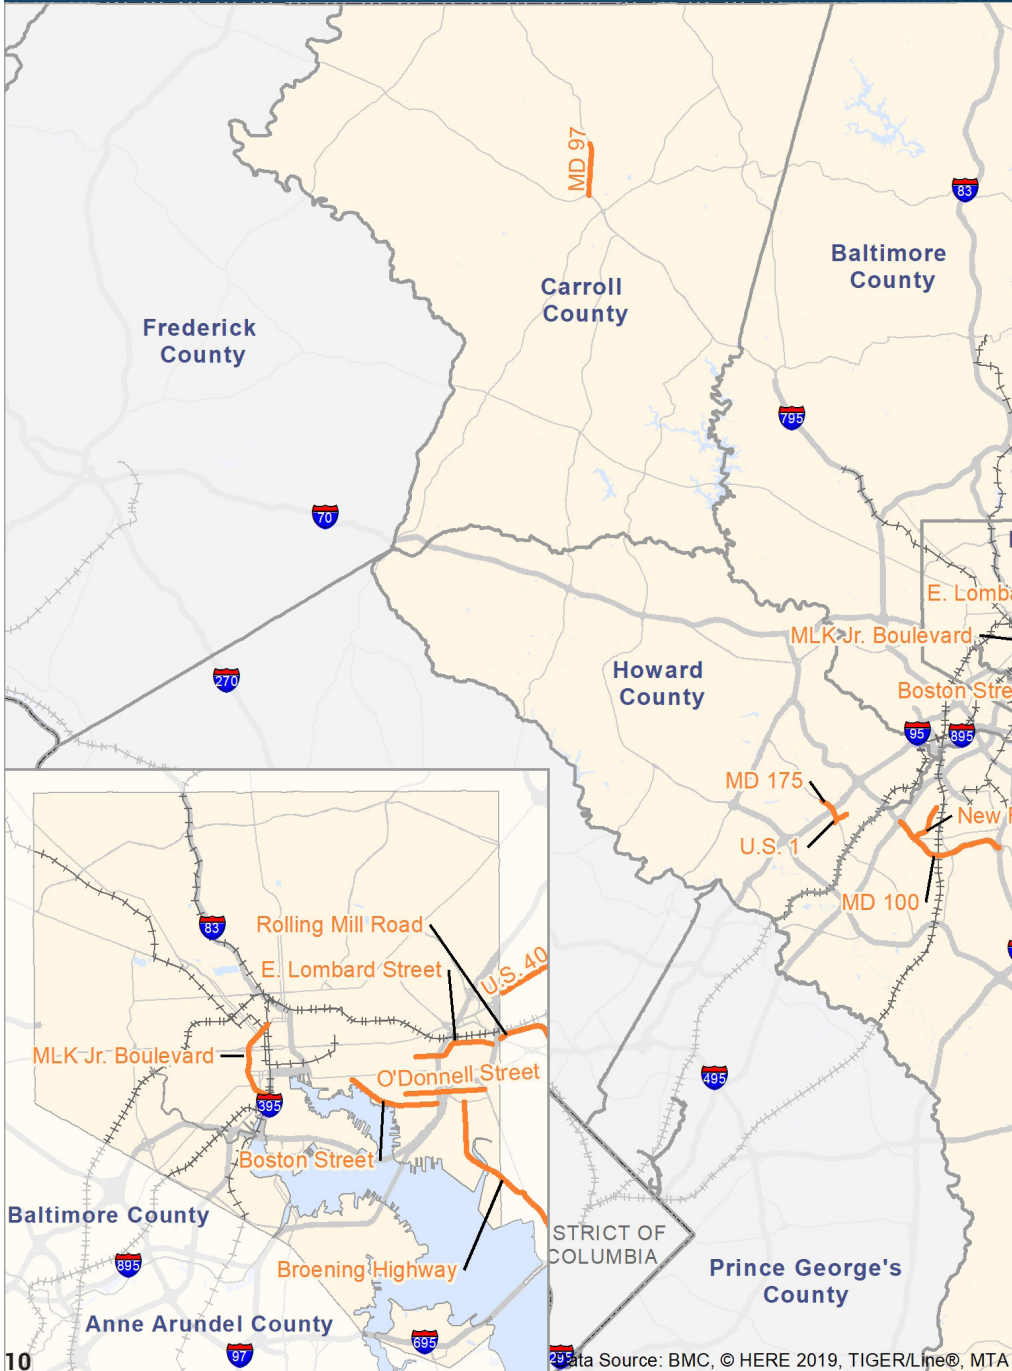 MD 97
83
Baltimore
County
Carroll
County
Frederick
County
795
70
E. Lomba
MLK Jr. Boulevard
Howard
County
270
Boston Stre
95
895
MD 175
New
U.S. 1
MD 100
83
Rolling Mill Road
E. Lombard Street
U.S. 40
MLK Jr. Boulevard
O'Donnell Street
395
495
Boston Street
Baltimore County
STRICT OF
COLUMBIA
895
Broening Highway
Prince George's
County
Anne Arundel County
695
97
295
10
ata Source: BMC, © HERE 2019, TIGER/Line®, MTA